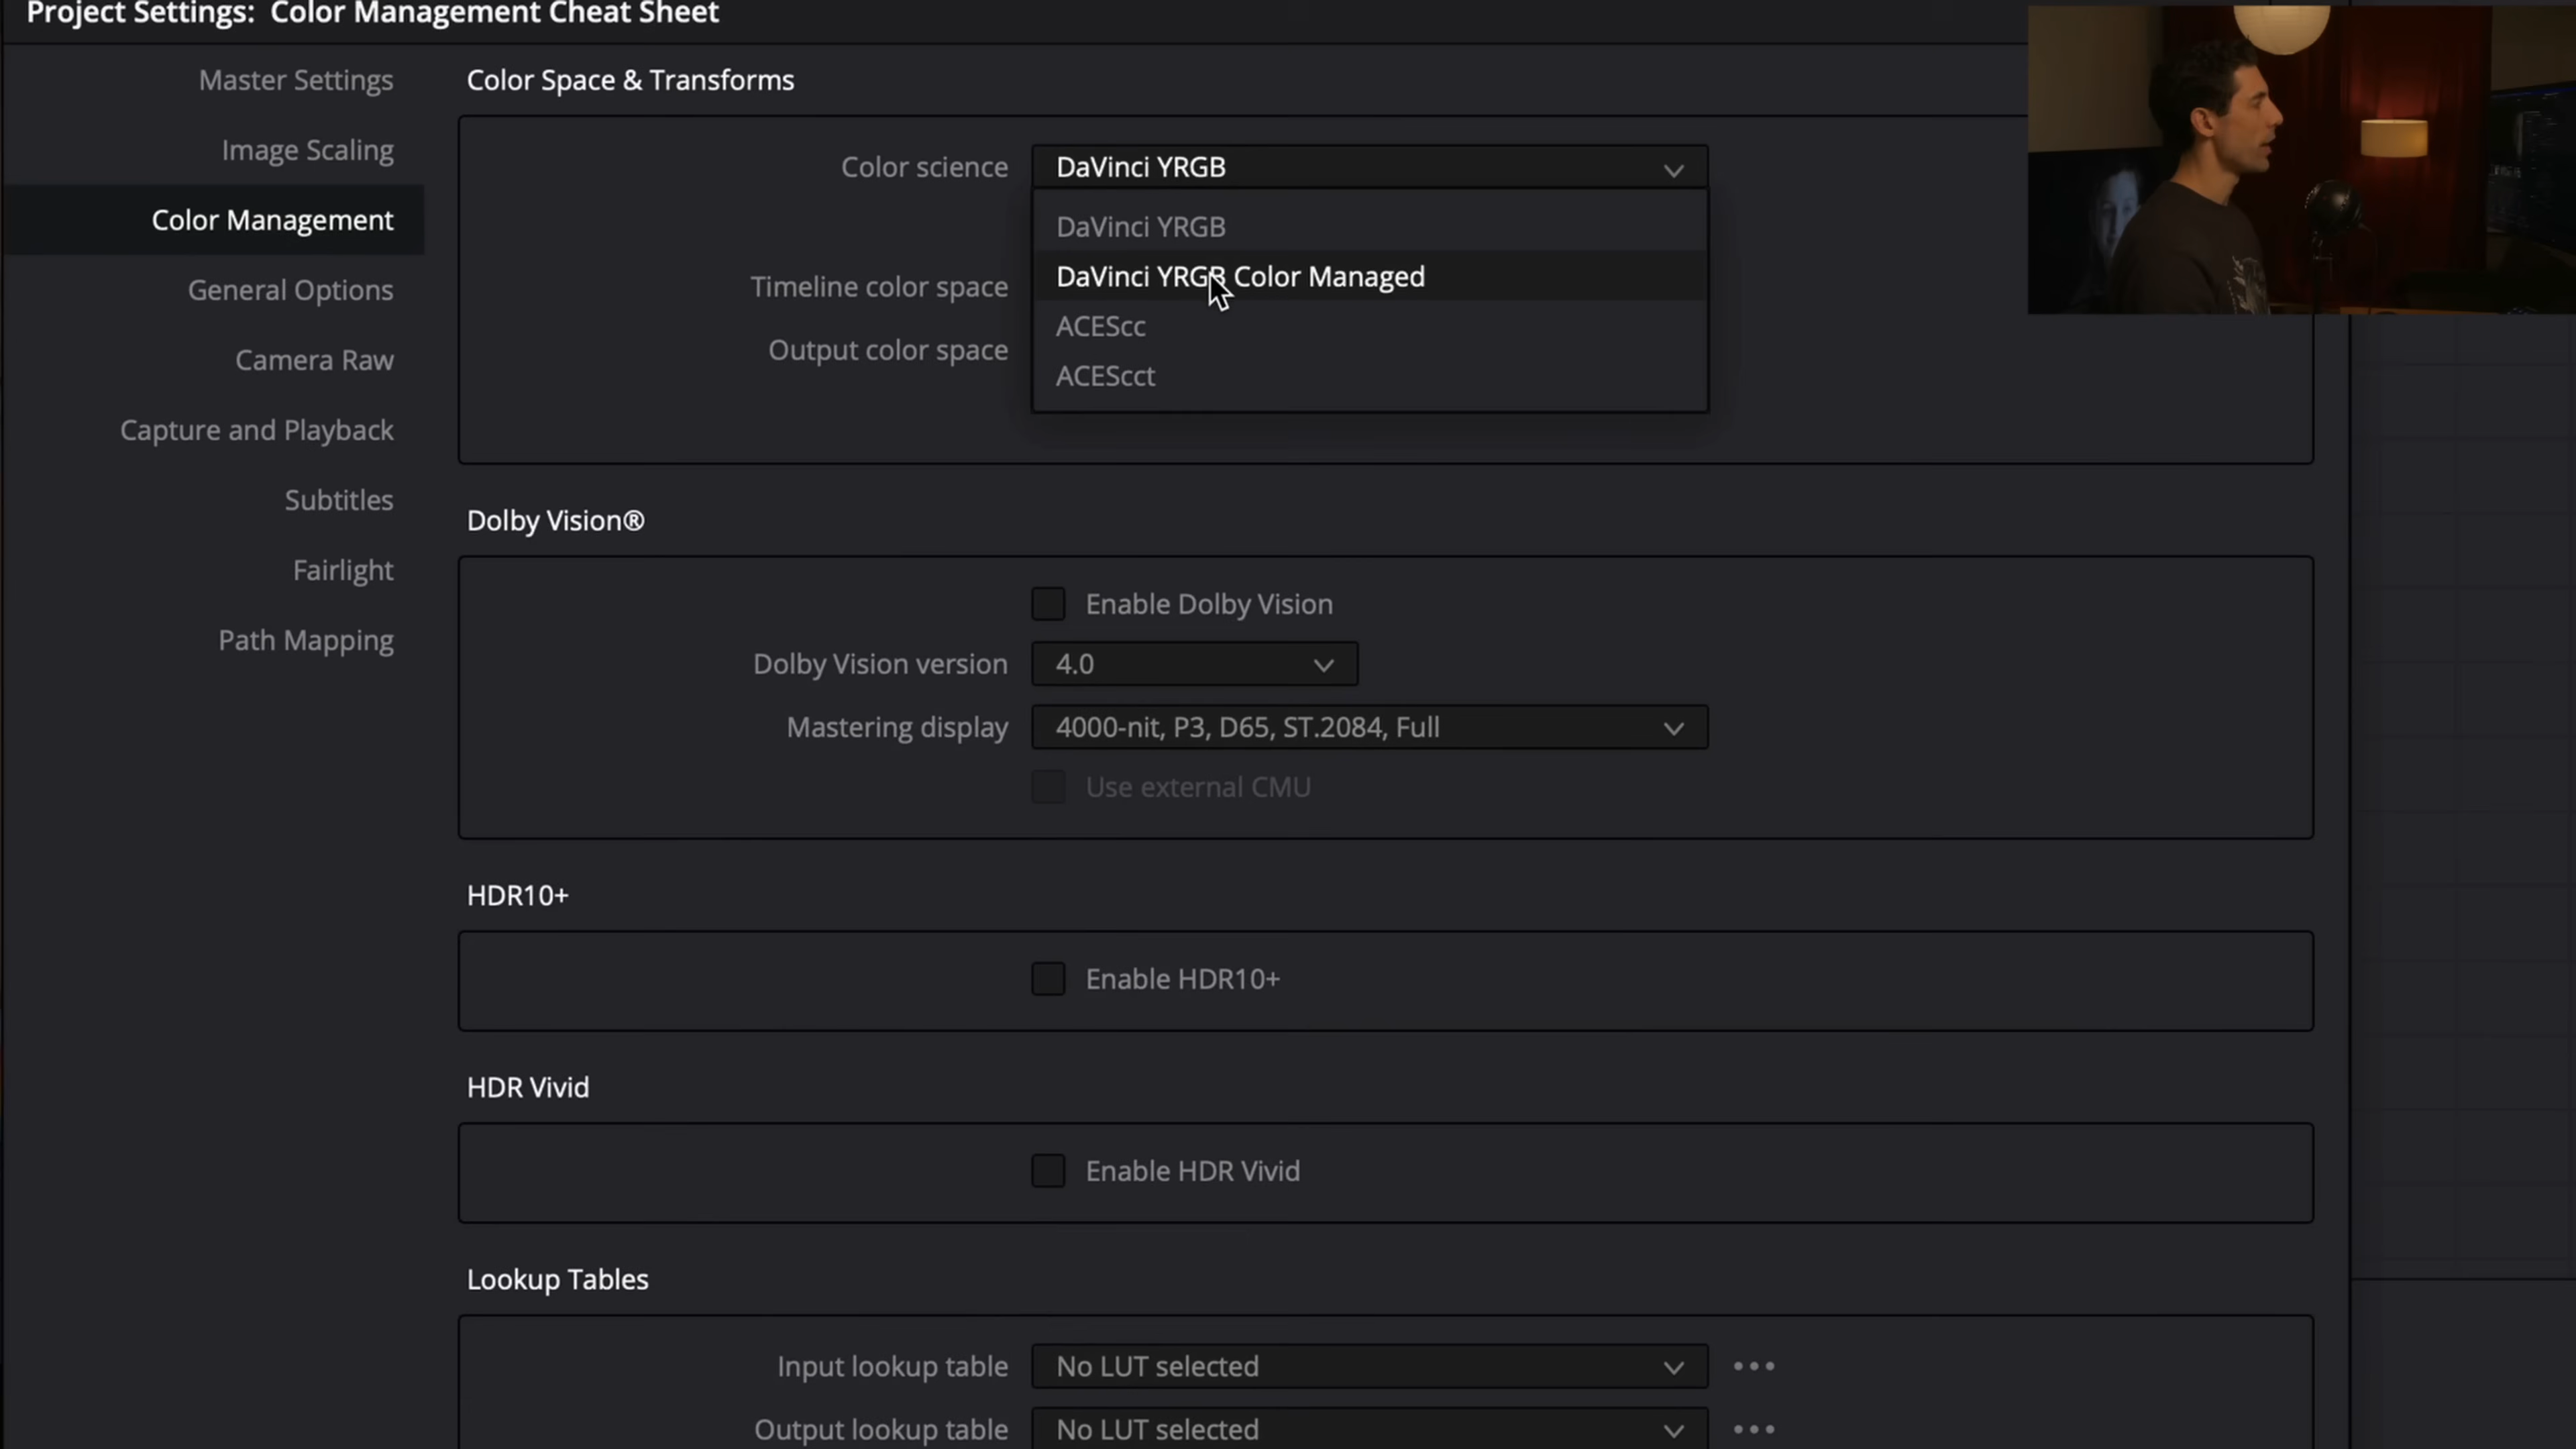 Project Settings: Color Management Cheat Sheet
Master Settings
Image Scaling
Color Management
General Options
Camera Raw
Capture and Playback
Subtitles
Fairlight
Path Mapping
Color Space & Transforms
Color science DaVinci YRGB
DaVinci YRGB
DaVinci YRGB Color Managed
ACEScc
ACEScct
Timeline color space
Output color space
Dolby Vision®
Enable Dolby Vision
Dolby Vision version 4.0
Mastering display 4000-nit, P3, D65, ST.2084, Full
Use external CMU
HDR10+
Enable HDR10+
HDR Vivid
Enable HDR Vivid
Lookup Tables
Input lookup table No LUT selected
Output lookup table No LUT selected